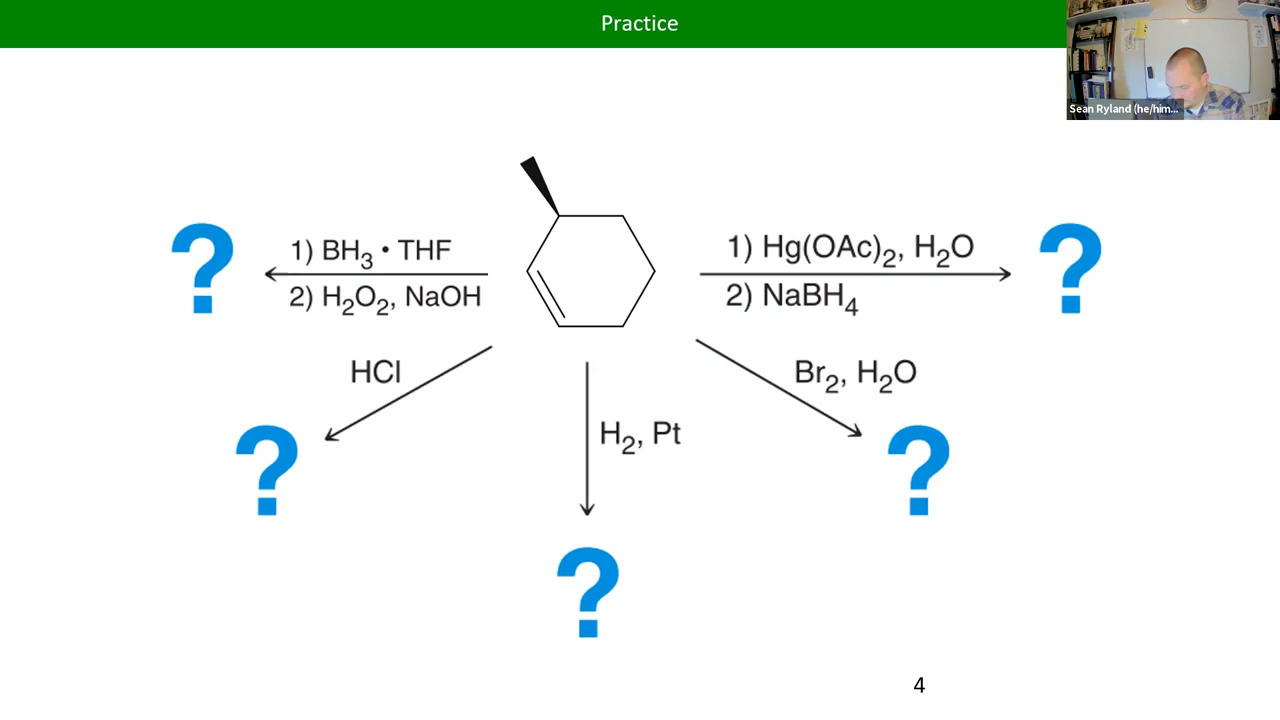 Practice
Sean Ryland (he/him...
?
1) BH₃ • THF
2) H₂O₂, NaOH
1) Hg(OAc)₂, H₂O
2) NaBH₄
?
HCl
?
H₂, Pt
?
Br₂, H₂O
?
4